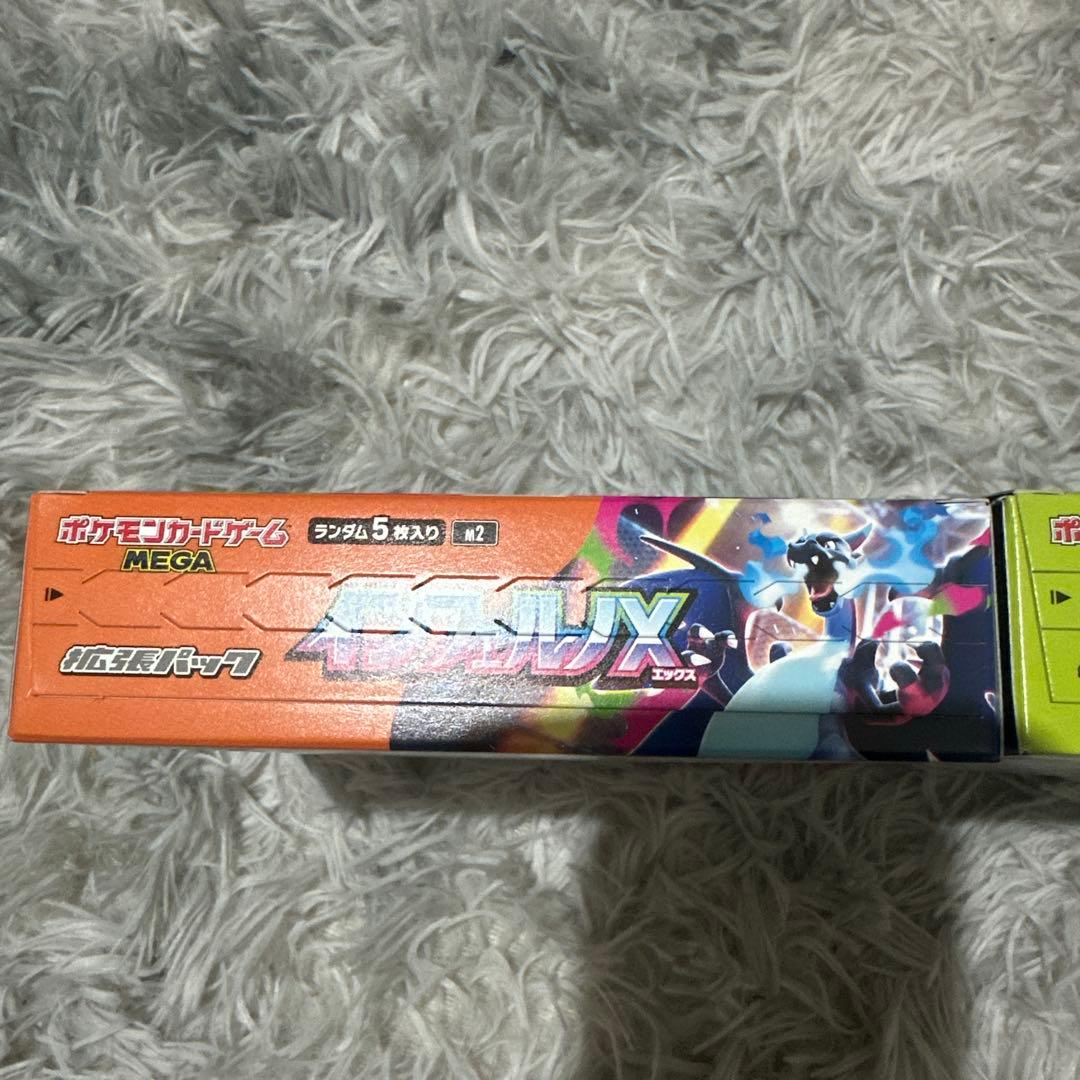 ポケモンカードゲーム
MEGA
ランダム5枚入り
M2
拡張パック
インフェルノX
エックス
ポ